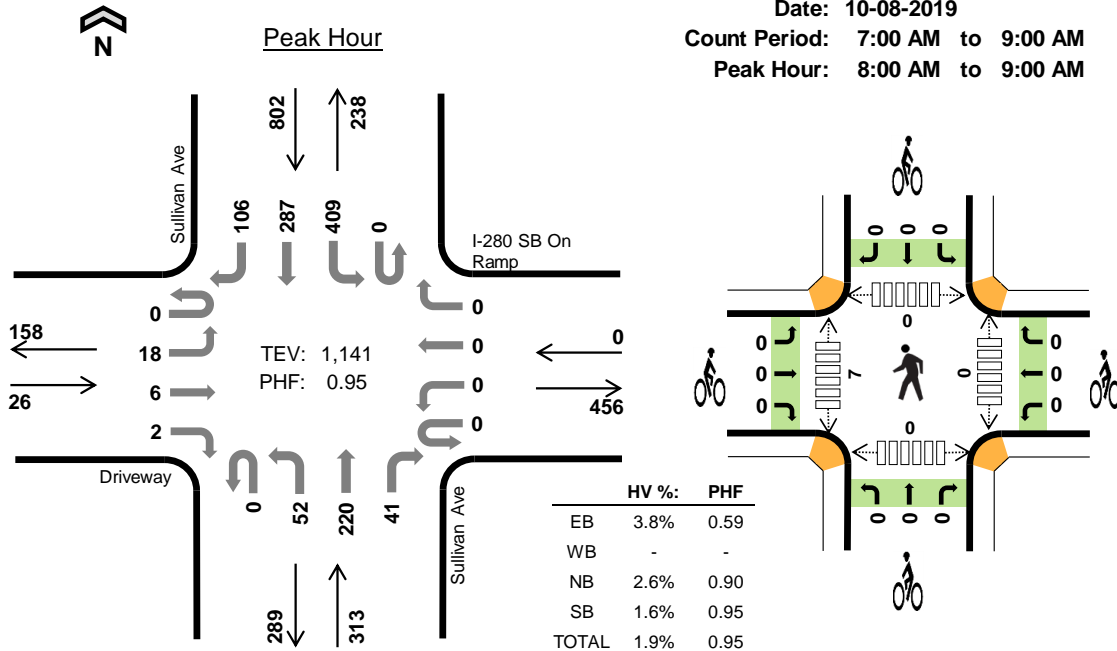 Date: 10-08-2019
N
Peak Hour
Count Period: 7:00 AM to 9:00 AM
Peak Hour: 8:00 AM to 9:00 AM
802
238
Sullivan Ave
106
287
409
0
I-280 SB On
Ramp
0
0
0
0
0
0
0
158
18
TEV: 1,141
0
0
PHF: 0.95
26
6
0
456
2
0
Driveway
0
52
220
41
Sullivan Ave
289
313
0
0
0
0
7
0
0
0
0
0
0
0
0
0
HV %: PHF
EB 3.8% 0.59
WB - -
NB 2.6% 0.90
SB 1.6% 0.95
TOTAL 1.9% 0.95